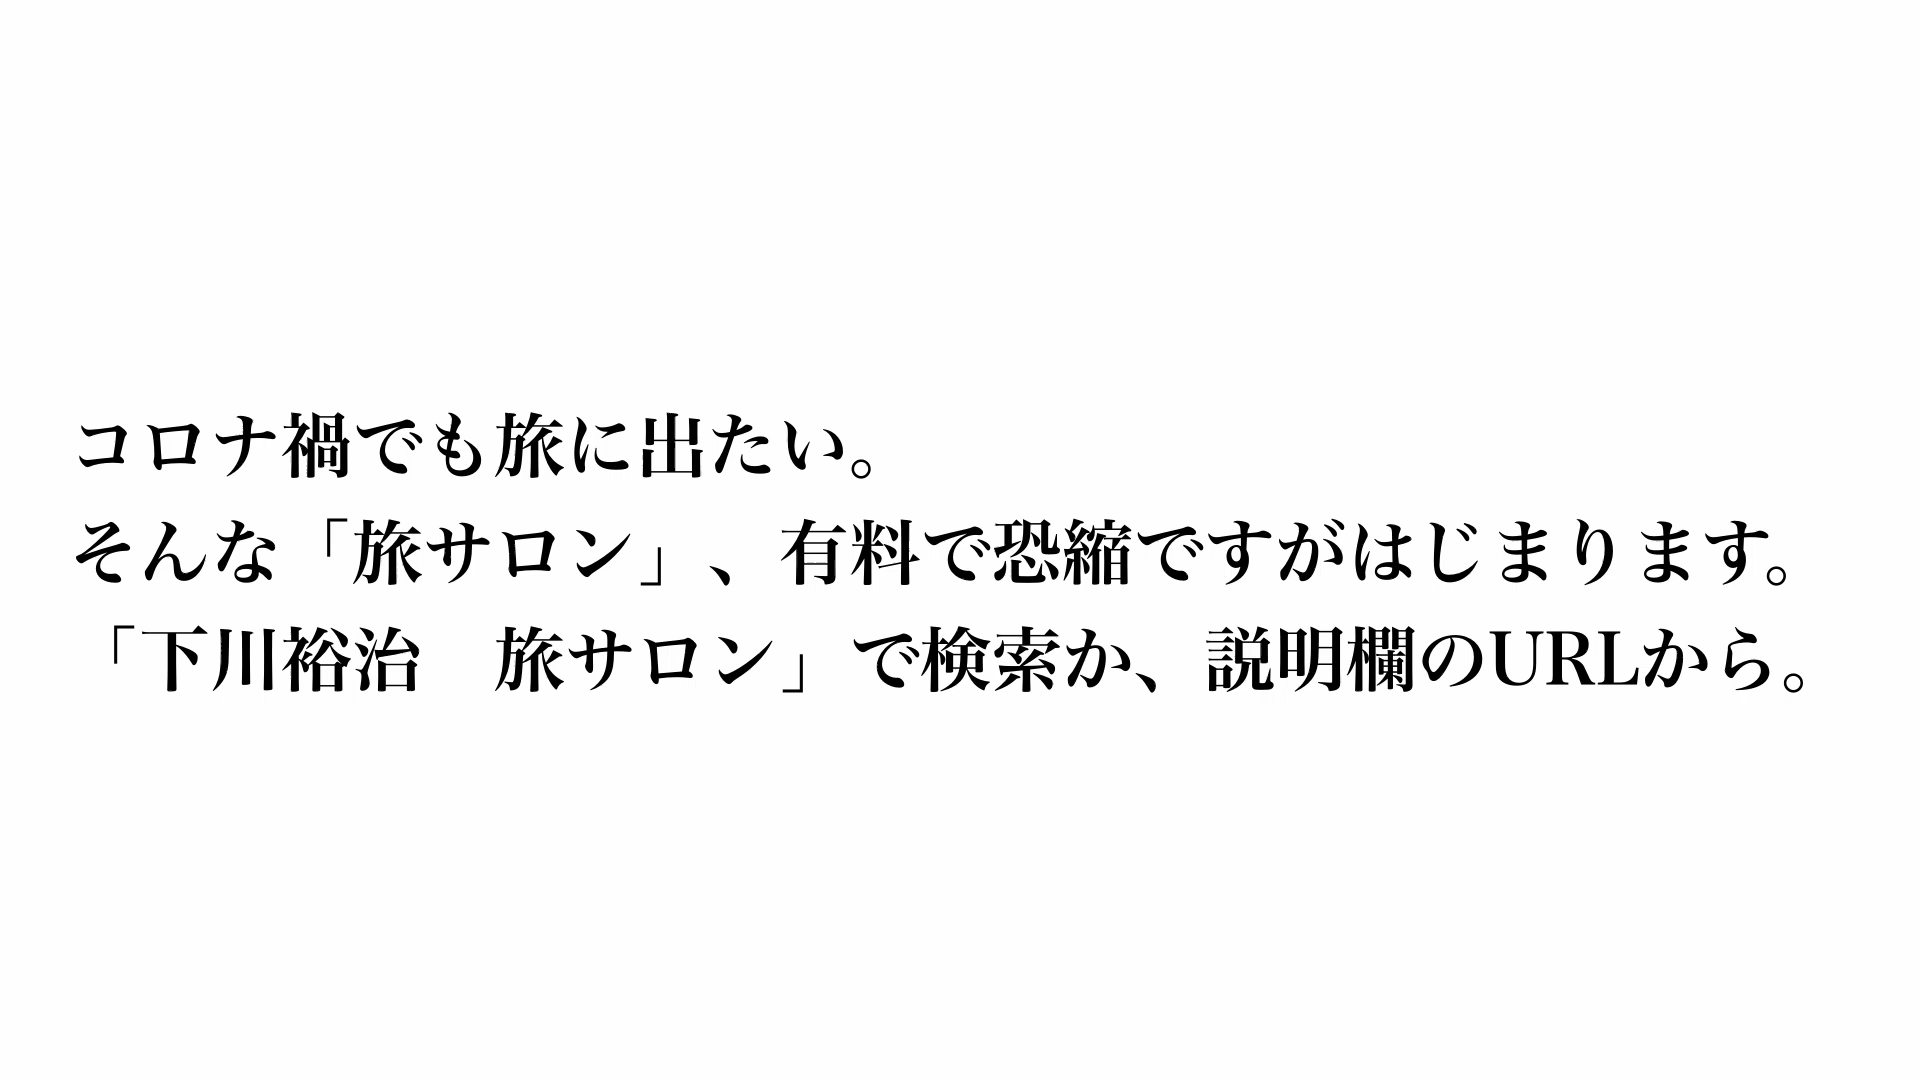 コロナ禍でも旅に出たい。
そんな「旅サロン」、有料で恐縮ですがはじまります。
「下川裕治　旅サロン」で検索か、説明欄のURLから。